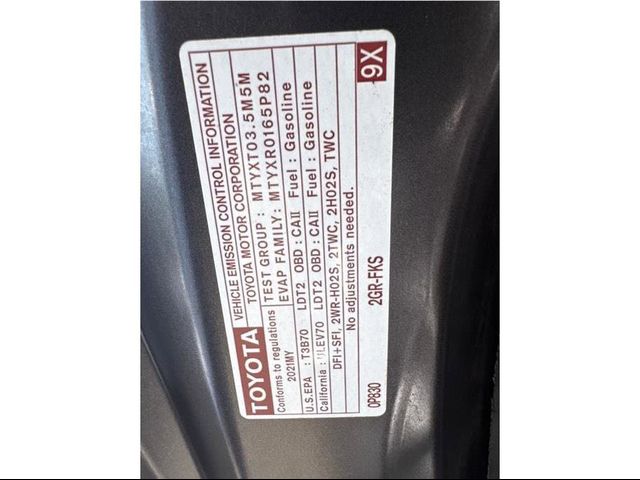 TOYOTA
VEHICLE EMISSION CONTROL INFORMATION
TOYOTA MOTOR CORPORATION
Conforms to regulations
2021MY
TEST GROUP : MTYXT03.5M5M
EVAP FAMILY: MTYXR0165P82
U.S.EPA : T3B70 LDT2 OBD : CAII Fuel : Gasoline
California : ULEV70 LDT2 OBD : CAII Fuel : Gasoline
DFI+SFI, 2WR-HO2S, 2TWC, 2HO2S, TWC
No adjustments needed.
0P830
2GR-FKS
9X